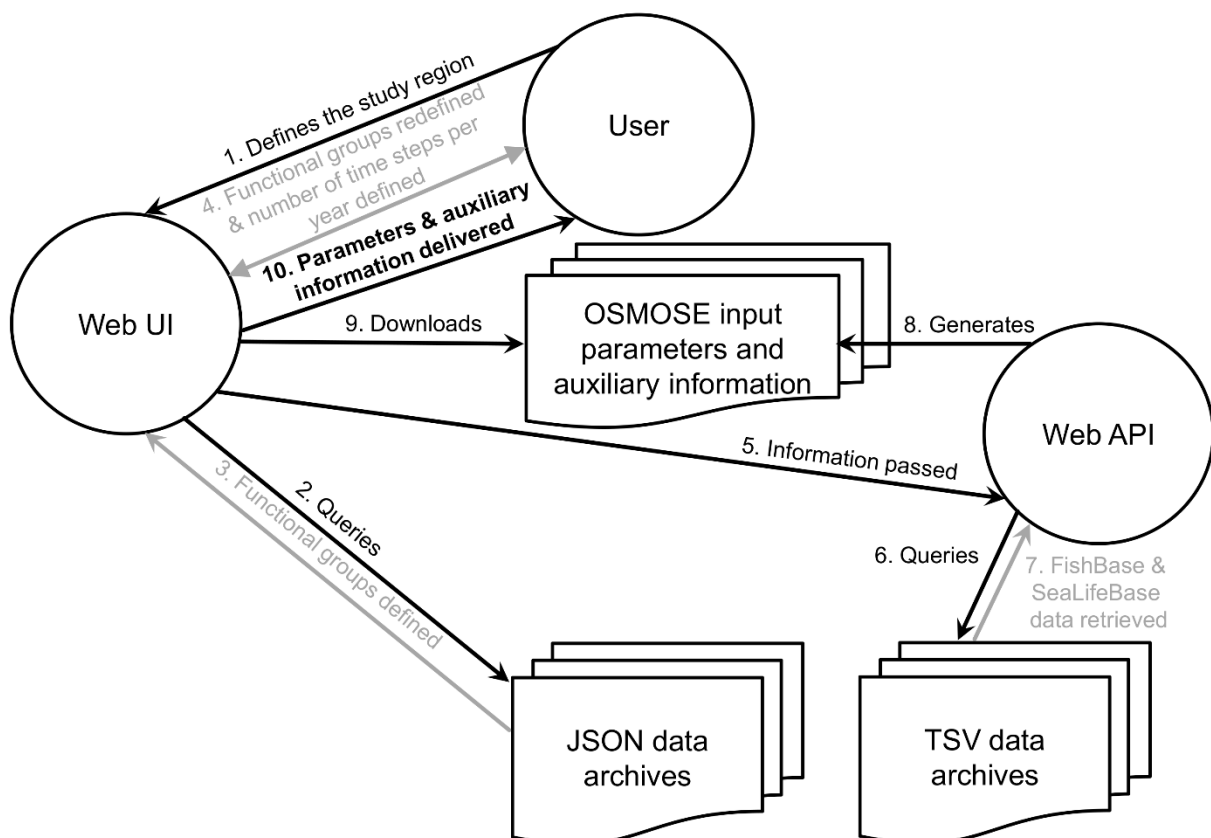 User
1. Defines the study region
4. Functional groups redefined
& number of time steps per
year defined
10. Parameters & auxiliary
information delivered
Web UI
9. Downloads
OSMOSE input
parameters and
auxiliary information
8. Generates
Web API
5. Information passed
2. Queries
3. Functional groups defined
6. Queries
7. FishBase &
SeaLifeBase
data retrieved
JSON data
archives
TSV data
archives